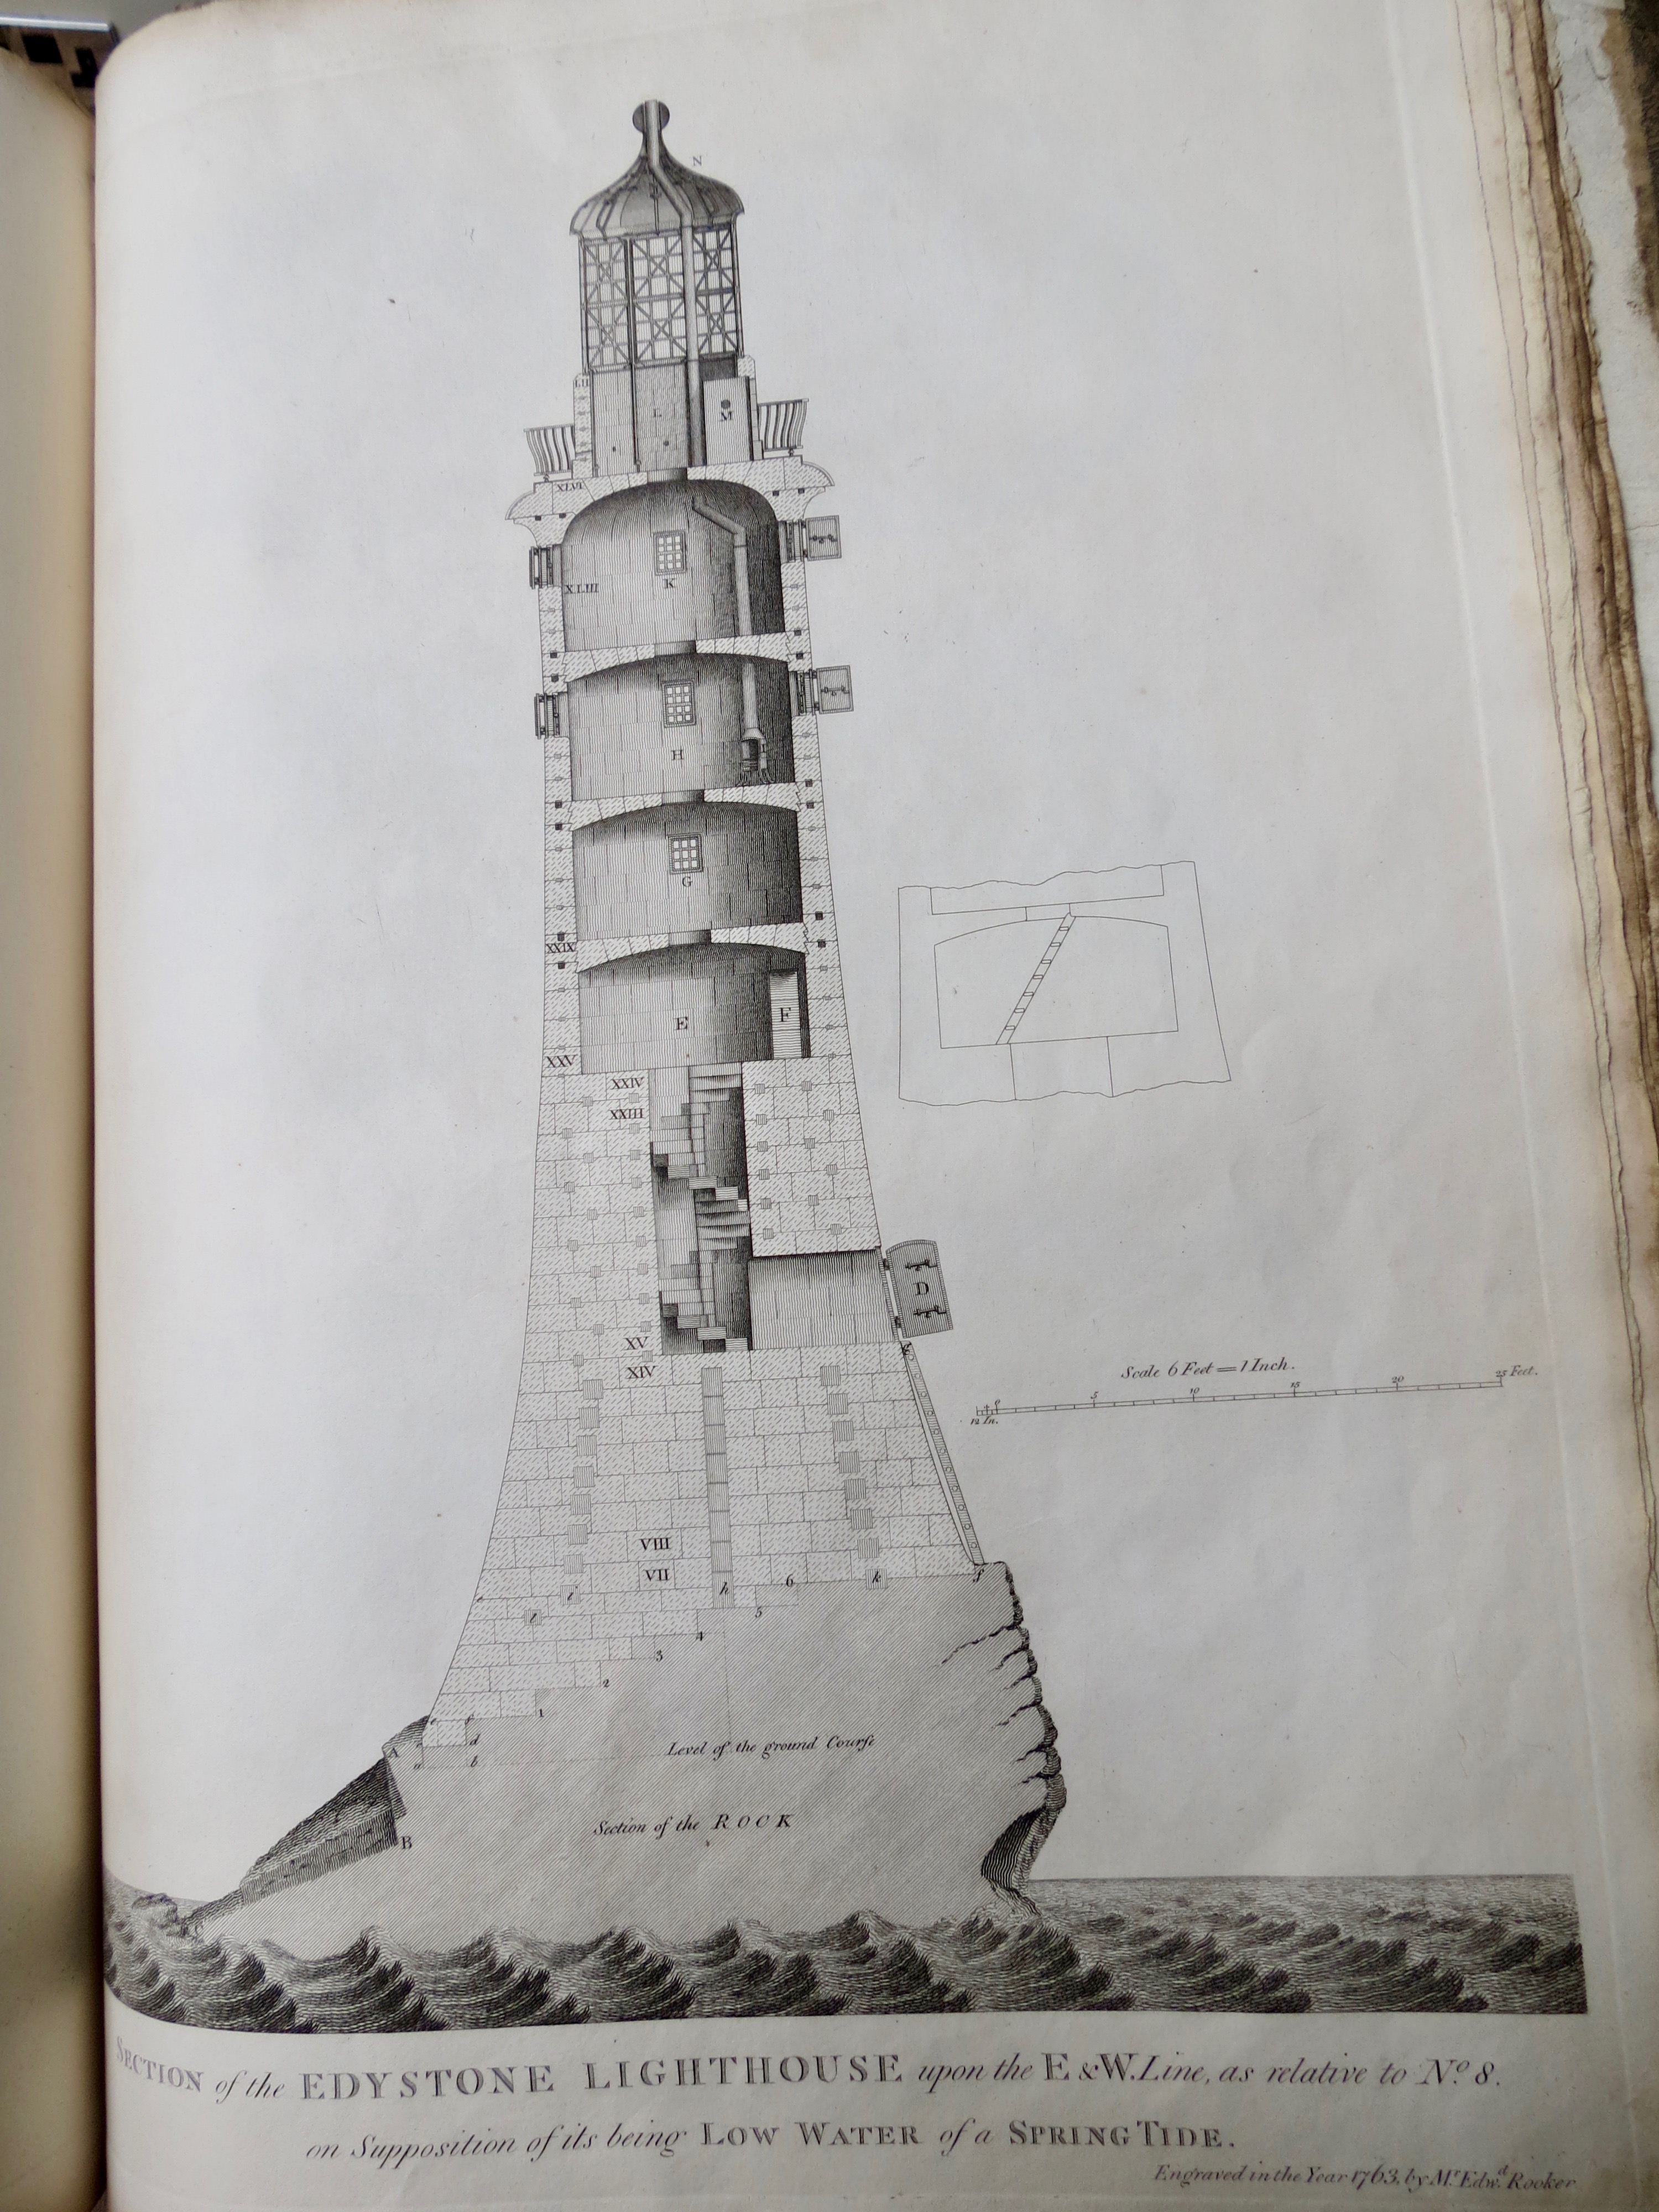 N
LII
L
M
XLVI
K
XLIII
H
G
XXIX
E
F
XXV
XXIV
XXIII
D
XV
g
XIV
Scale 6 Feet = 1 Inch.
12 In.
0
5
10
15
20
25 Feet.
VIII
VII
e
i
h
6
k
f
l
5
4
3
2
1
c
f
A
d
a
b
Level of the ground Course
B
Section of the ROCK
C
SECTION of the EDYSTONE LIGHTHOUSE upon the E & W. Line, as relative to No. 8.
on Supposition of its being LOW WATER of a SPRING TIDE.
Engraved in the Year 1763, by Mr. Edwd. Rooker